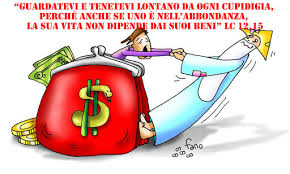 "GUARDATEVI E TENETEVI LONTANO DA OGNI CUPIDIGIA,
PERCHÉ ANCHE SE UNO È NELL'ABBONDANZA,
LA SUA VITA NON DIPENDE DAI SUOI BENI" LC 12,15
$
fano